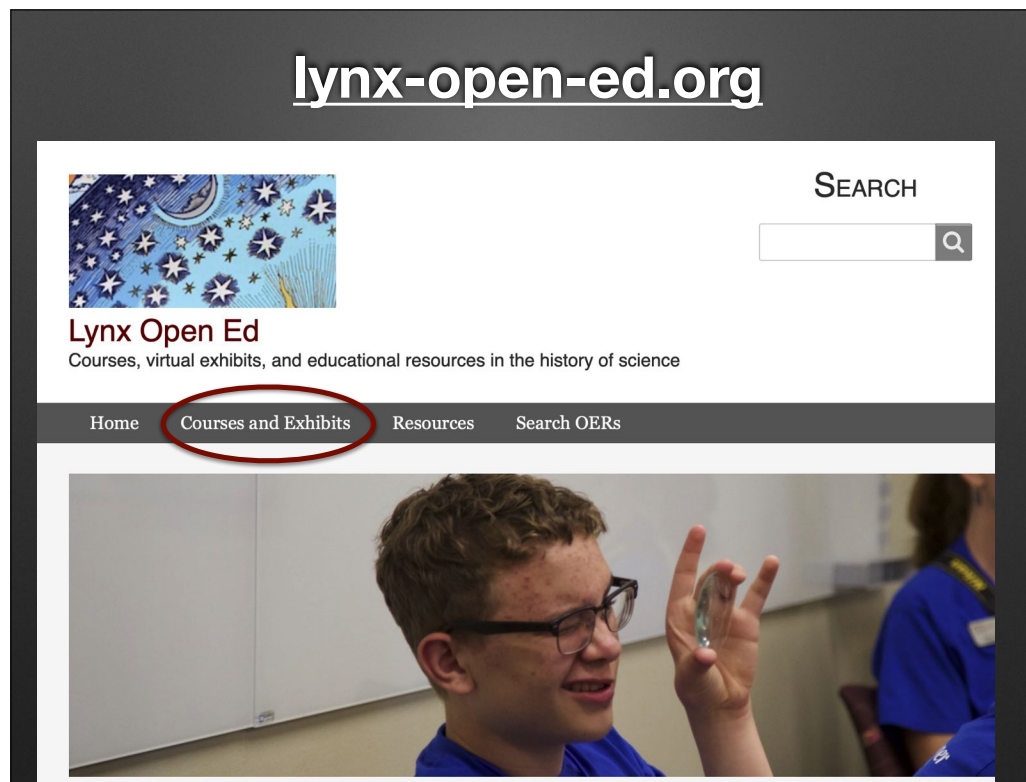 lynx-open-ed.org
SEARCH
Lynx Open Ed
Courses, virtual exhibits, and educational resources in the history of science
Home Courses and Exhibits Resources Search OERs